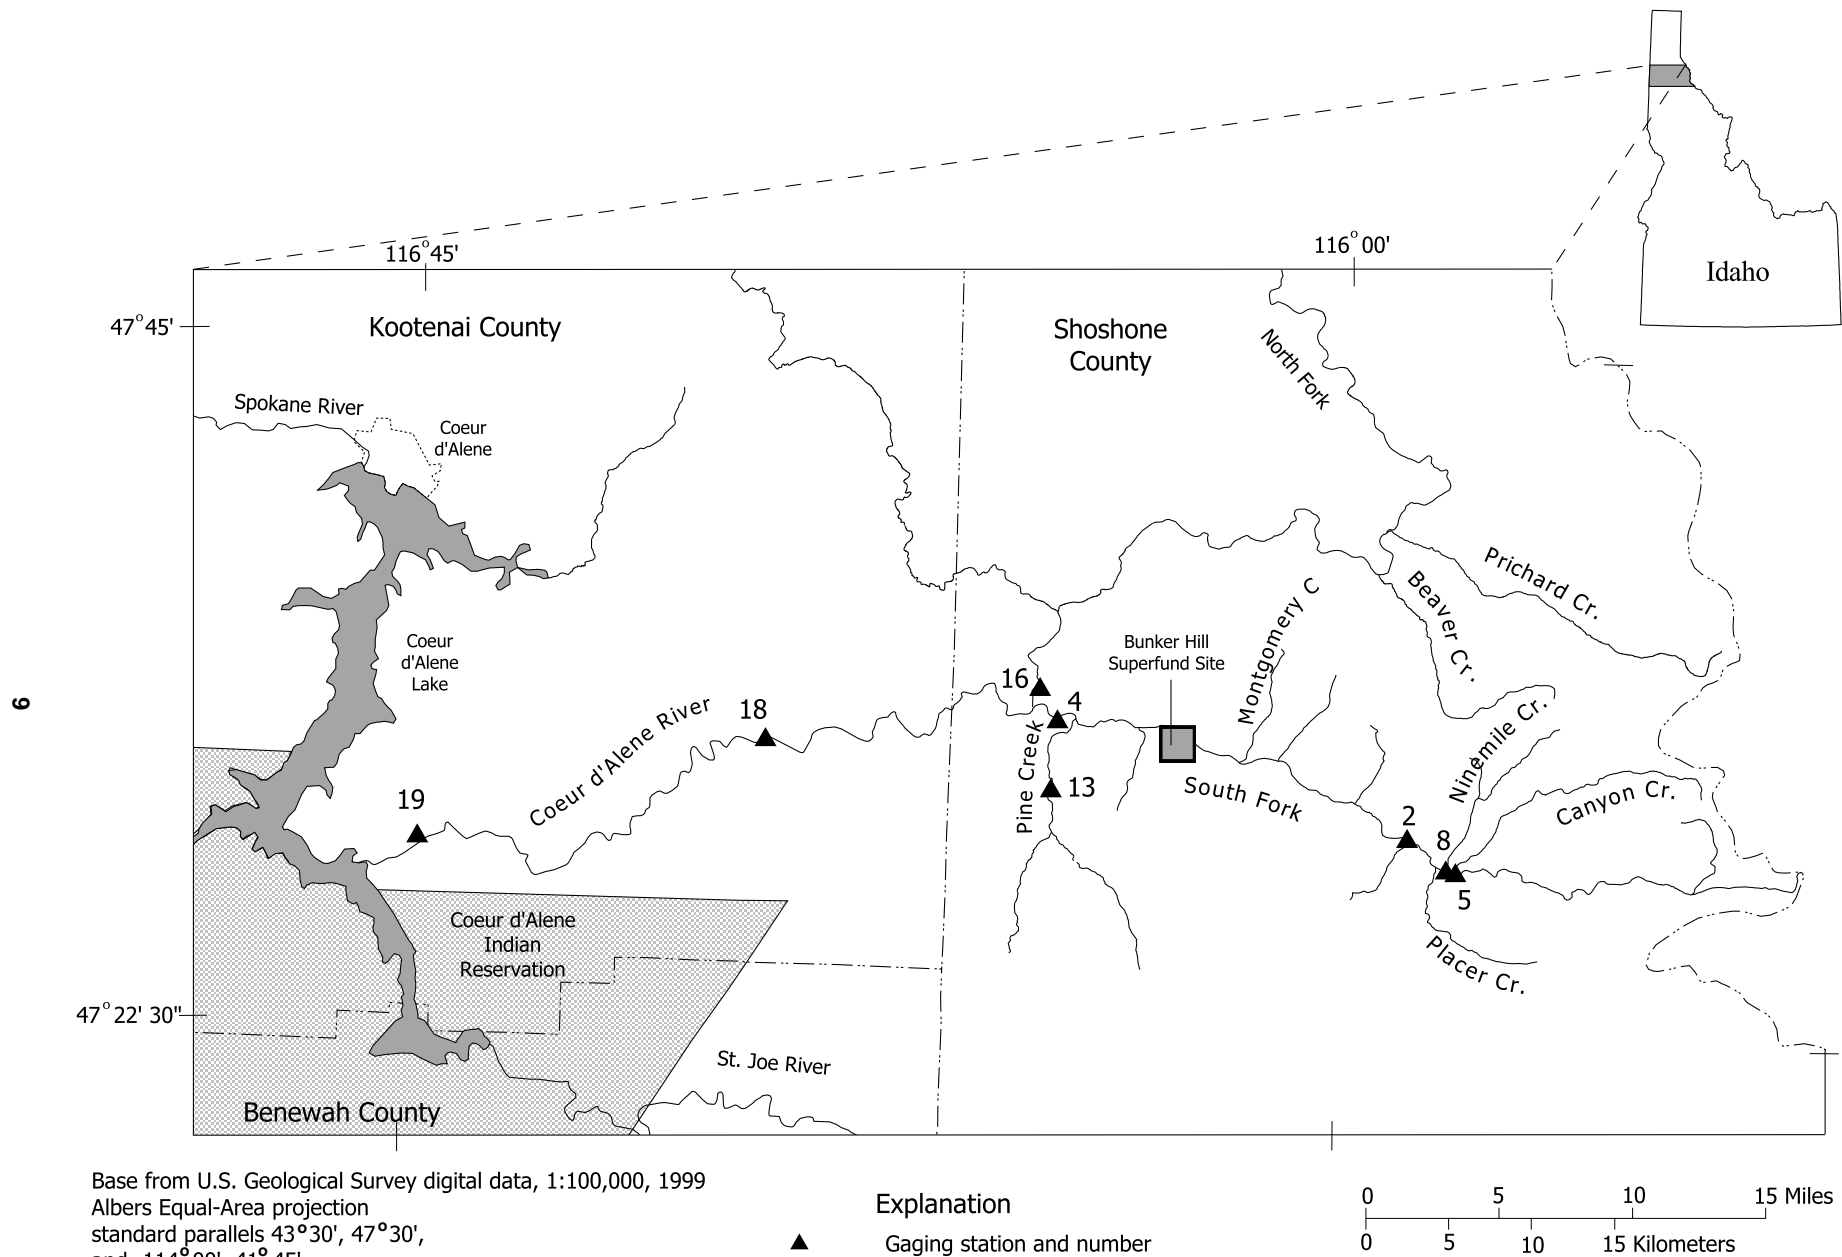 116°45'
116°00'
Idaho
47°45'
Kootenai County
Shoshone
County
North Fork
Spokane River
Coeur
d'Alene
Prichard Cr.
Beaver Cr.
Montgomery C
Coeur
d'Alene
Lake
Bunker Hill
Superfund Site
16
4
18
Coeur d'Alene River
Pine Creek
13
South Fork
Ninemile Cr.
Canyon Cr.
19
2
8
5
6
Placer Cr.
Coeur d'Alene
Indian
Reservation
47°22' 30"
St. Joe River
Benewah County
Base from U.S. Geological Survey digital data, 1:100,000, 1999
Albers Equal-Area projection
standard parallels 43°30', 47°30',
Explanation
Gaging station and number
0 5 10 15 Miles
0 5 10 15 Kilometers